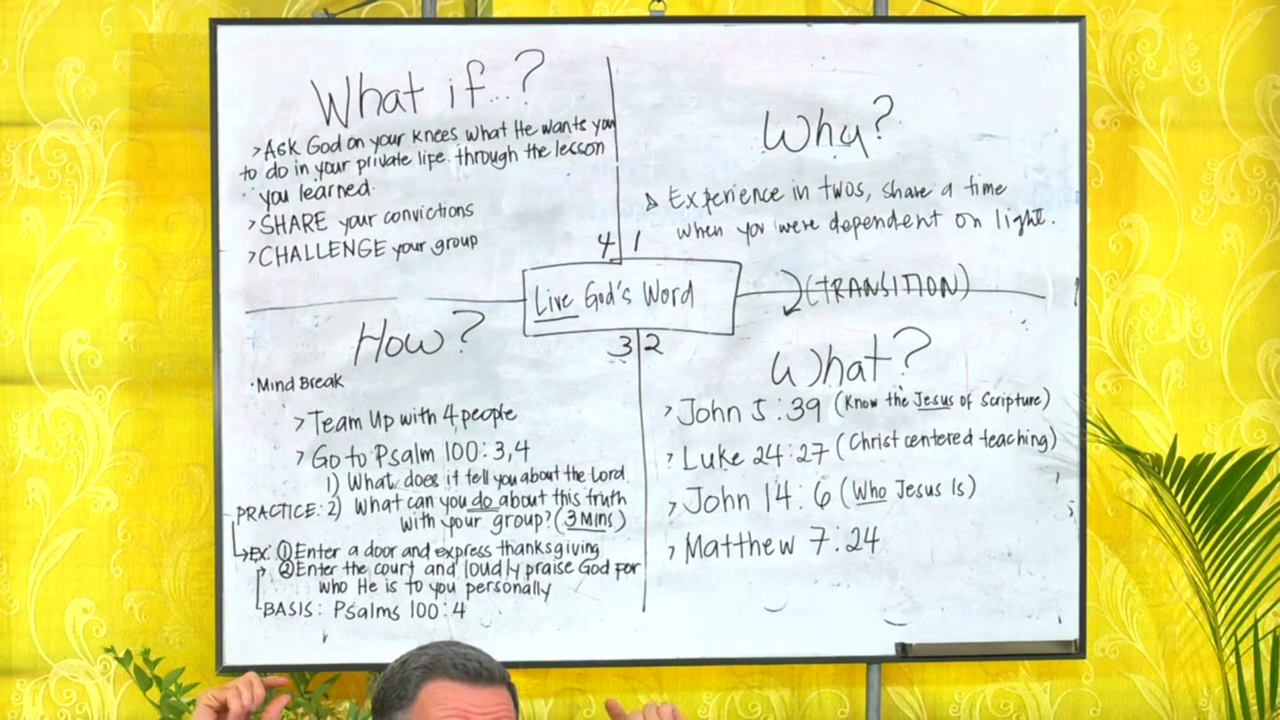 What if..?
>Ask God on your knees what He wants you
to do in your private life through the lesson
you learned.
>SHARE your convictions
>CHALLENGE your group
4
Why?
Experience in twos, share a time
when you were dependent on light.
1
Live God's Word
(TRANSITION)
2
What?
>John 5:39 (Know the Jesus of Scripture)
>Luke 24:27 (Christ centered teaching)
>John 14:6 (Who Jesus Is)
>Matthew 7:24
3
How?
·Mind Break
>Team Up with 4 people
>Go to Psalm 100:3,4
1) What does it tell you about the Lord
PRACTICE: 2) What can you do about this truth
with your group? (3 MINS)
EX: ①Enter a door and express thanksgiving
②Enter the court and loudly praise God for
who He is to you personally
BASIS: Psalms 100:4